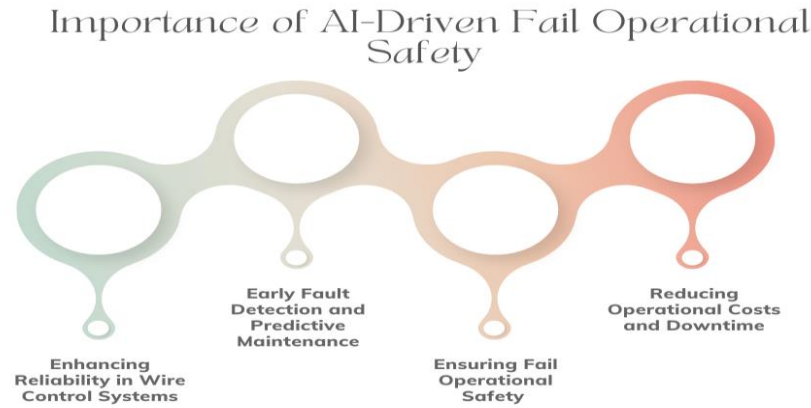 Importance of AI-Driven Fail Operational
Safety
Enhancing
Reliability in Wire
Control Systems
Early Fault
Detection and
Predictive
Maintenance
Ensuring Fail
Operational
Safety
Reducing
Operational Costs
and Downtime